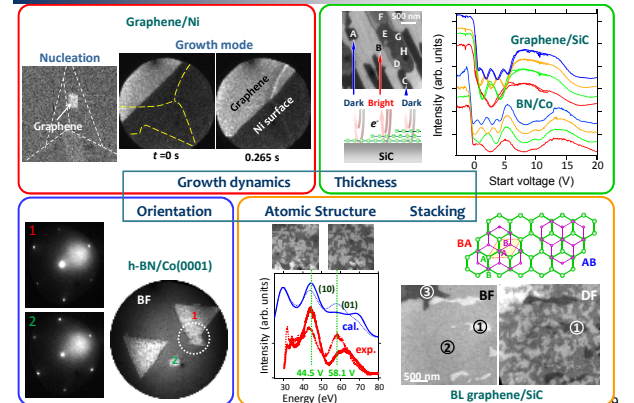 Graphene/Ni
Nucleation
Growth mode
Graphene
Graphene
Ni surface
t =0 s
0.265 s
500 nm
A
B
C
D
E
F
G
H
Dark
Bright
Dark
e-
SiC
Intensity (arb. units)
Graphene/SiC
BN/Co
0
5
10
15
20
Start voltage (V)
Growth dynamics
Thickness
Orientation
Atomic Structure
Stacking
1
2
h-BN/Co(0001)
BF
1
2
Intensity (arb. units)
(10)
(01)
cal.
exp.
44.5 V
58.1 V
30
40
50
60
70
80
Energy (eV)
BA
AB
A
B
B
③
BF
①
②
500 nm
DF
①
BL graphene/SiC